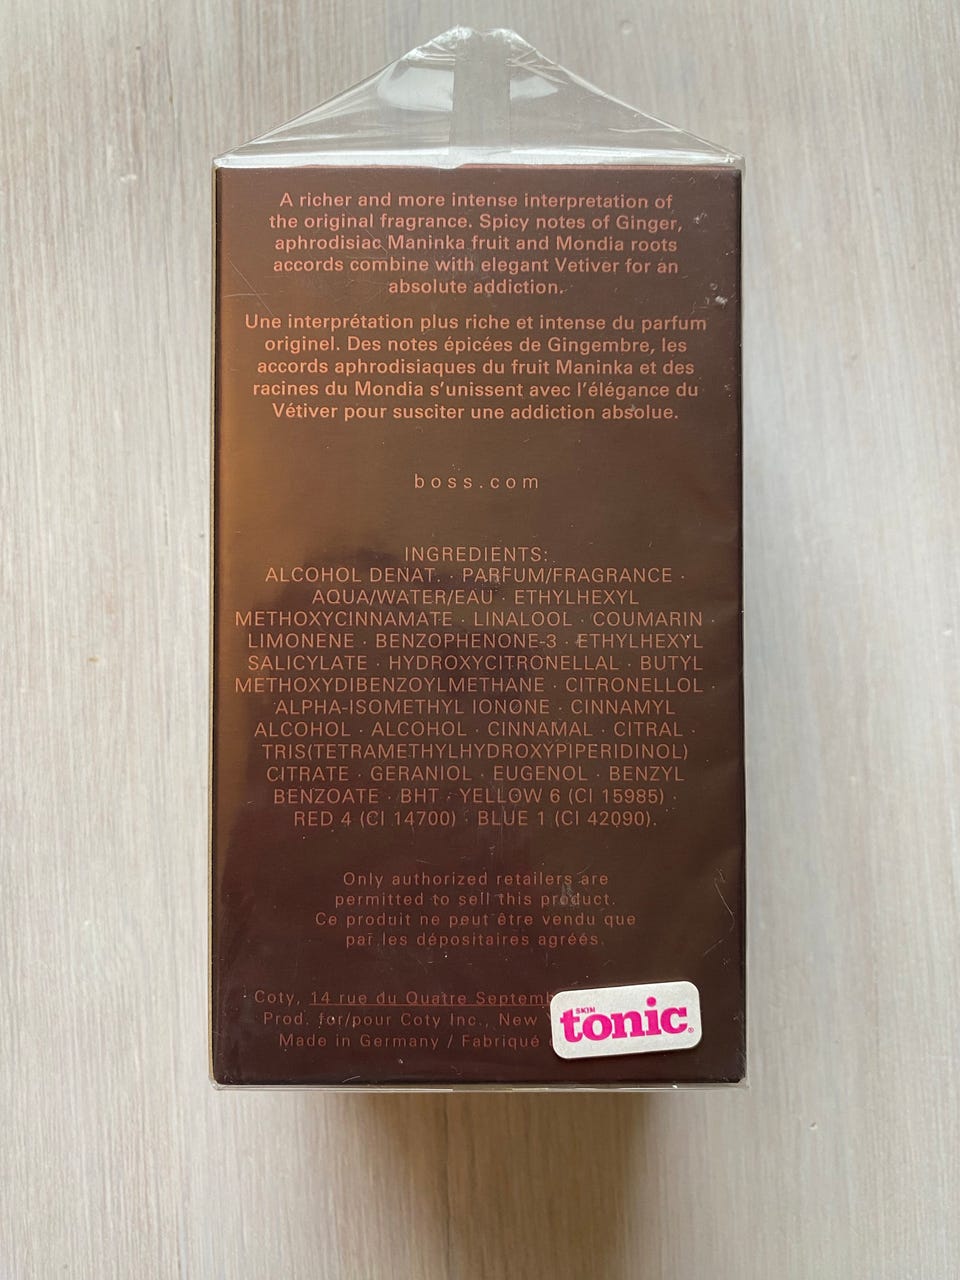 A richer and more intense interpretation of
the original fragrance. Spicy notes of Ginger,
aphrodisiac Maninka fruit and Mondia roots
accords combine with elegant Vetiver for an
absolute addiction.
Une interprétation plus riche et intense du parfum
originel. Des notes épicées de Gingembre, les
accords aphrodisiaques du fruit Maninka et des
racines du Mondia s'unissent avec l'élégance du
Vétiver pour susciter une addiction absolue.
boss.com
INGREDIENTS:
ALCOHOL DENAT. · PARFUM/FRAGRANCE ·
AQUA/WATER/EAU · ETHYLHEXYL
METHOXYCINNAMATE · LINALOOL · COUMARIN ·
LIMONENE · BENZOPHENONE-3 · ETHYLHEXYL
SALICYLATE · HYDROXYCITRONELLAL · BUTYL
METHOXYDIBENZOYLMETHANE · CITRONELLOL ·
ALPHA-ISOMETHYL IONONE · CINNAMYL
ALCOHOL · ALCOHOL · CINNAMAL · CITRAL ·
TRIS(TETRAMETHYLHYDROXYPIPERIDINOL)
CITRATE · GERANIOL · EUGENOL · BENZYL
BENZOATE · BHT · YELLOW 6 (CI 15985) ·
RED 4 (CI 14700) · BLUE 1 (CI 42090).
Only authorized retailers are
permitted to sell this product.
Ce produit ne peut être vendu que
par les dépositaires agréés.
Coty, 14 rue du Quatre
Prod. for/pour Coty Inc., New
Made in Germany / Fabriqué
SKIN
tonic®